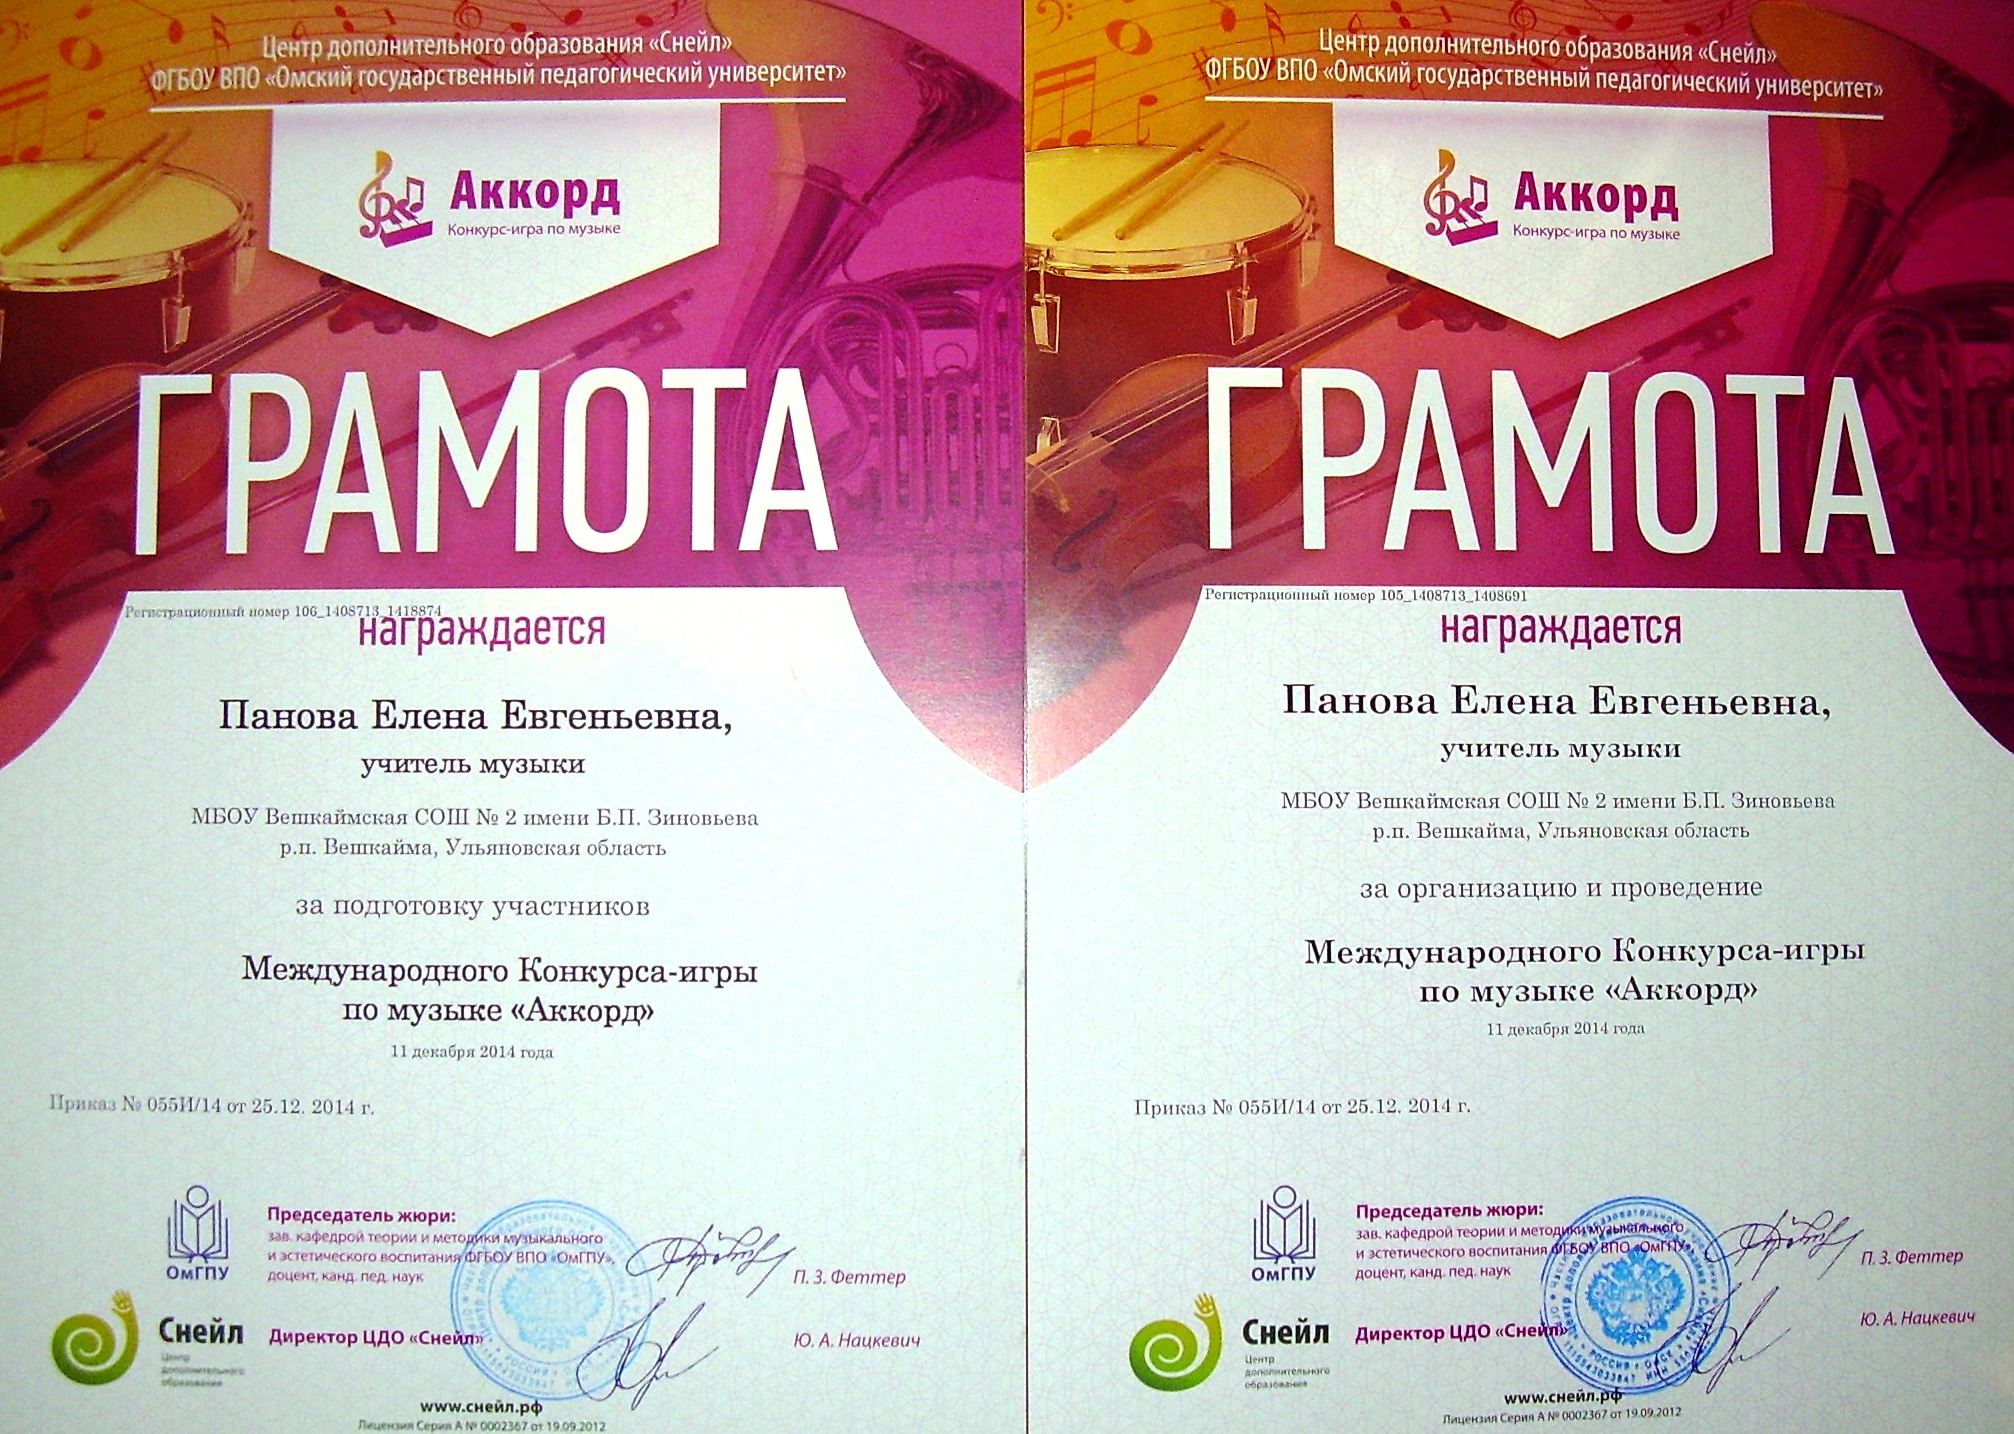 Центр дополнительного образования «Снейл»
ФГБОУ ВПО «Омский государственный педагогический университет»
Аккорд
Конкурс-игра по музыке
ГРАМОТА
Регистрационный номер 106_1408713_1418874
награждается
Панова Елена Евгеньевна,
учитель музыки
МБОУ Вешкаймская СОШ № 2 имени Б.П. Зиновьева
р.п. Вешкайма, Ульяновская область
за подготовку участников
Международного Конкурса-игры
по музыке «Аккорд»
11 декабря 2014 года
Приказ № 055И/14 от 25.12. 2014 г.
ОмГПУ
Председатель жюри:
зав. кафедрой теории и методики музыкального
и эстетического воспитания ФГБОУ ВПО «ОмГПУ»,
доцент, канд. пед. наук
П. З. Феттер
Снейл
Центр
дополнительного
образования
Директор ЦДО «Снейл»
Ю. А. Нацкевич
www.снейл.рф
Лицензия Серия А № 0002367 от 19.09.2012
Центр дополнительного образования «Снейл»
ФГБОУ ВПО «Омский государственный педагогический университет»
Аккорд
Конкурс-игра по музыке
ГРАМОТА
Регистрационный номер 105_1408713_1408691
награждается
Панова Елена Евгеньевна,
учитель музыки
МБОУ Вешкаймская СОШ № 2 имени Б.П. Зиновьева
р.п. Вешкайма, Ульяновская область
за организацию и проведение
Международного Конкурса-игры
по музыке «Аккорд»
11 декабря 2014 года
Приказ № 055И/14 от 25.12. 2014 г.
ОмГПУ
Председатель жюри:
зав. кафедрой теории и методики музыкального
и эстетического воспитания ФГБОУ ВПО «ОмГПУ»,
доцент, канд. пед. наук
П. З. Феттер
Снейл
Центр
дополнительного
образования
Директор ЦДО «Снейл»
Ю. А. Нацкевич
www.снейл.рф
Лицензия Серия А № 0002367 от 19.09.2012